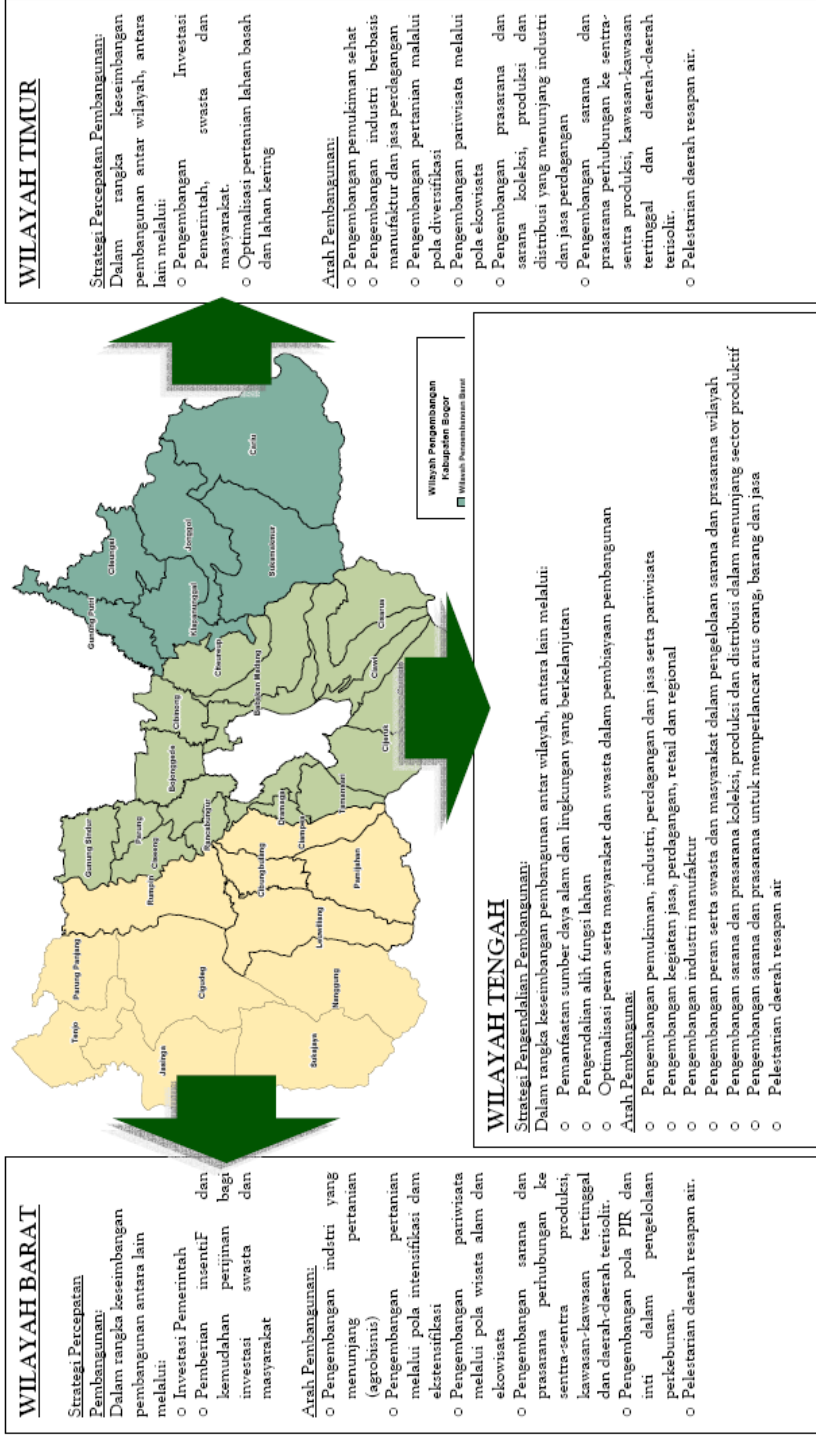 WILAYAH BARAT
Strategi Percepatan
Pembangunan:
Dalam rangka keseimbangan
pembangunan antara lain
melalui:
o Investasi Pemerintah
o Pemberian insentiF dan
kemudahan perijinan bagi
investasi swasta dan
masyarakat
Arah Pembangunan:
o Pengembangan indstri yang
menunjang pertanian
(agrobisnis)
o Pengembangan pertanian
melalui pola intensifikasi dam
ekstensifikasi
o Pengembangan pariwisata
melalui pola wisata alam dan
ekowisata
o Pengembangan sarana dan
prasarana perhubungan ke
sentra-sentra produksi,
kawasan-kawasan tertinggal
dan daerah-daerah terisolir.
o Pengembangan pola PIR dan
inti dalam pengelolaan
perkebunan.
o Pelestarian daerah resapan air.
Tenjo
Parung Panjang
Jasinga
Cigudeg
Sukajaya
Nanggung
Rumpin
Leuwiliang
Cibungbulang
Pamijahan
Ciampea
Gunung Sindur
Parung
Ciseeng
Rancabungur
Dramaga
Tamansari
Bojonggede
Cibinong
Cijeruk
Citeureup
Babakan Madang
Ciawi
Cisarua
Gunung Putri
Cileungsi
Klapanunggal
Jonggol
Sukamakmur
Cariu
Wilayah Pengembangan
Kabupaten Bogor
Wilayah Pengembangan Barat
WILAYAH TENGAH
Strategi Pengendalian Pembangunan:
Dalam rangka keseimbangan pembangunan antar wilayah, antara lain melalui:
o Pemanfaatan sumber daya alam dan lingkungan yang berkelanjutan
o Pengendalian alih fungsi lahan
o Optimalisasi peran serta masyarakat dan swasta dalam pembiayaan pembangunan
Arah Pembanguna:
o Pengembangan pemukiman, industri, perdagangan dan jasa serta pariwisata
o Pengembangan kegiatan jasa, perdagangan, retail dan regional
o Pengembangan industri manufaktur
o Pengembangan peran serta swasta dan masyarakat dalam pengelolaan sarana dan prasarana wilayah
o Pengembangan sarana dan prasarana koleksi, produksi dan distribusi dalam menunjang sector produktif
o Pengembangan sarana dan prasarana untuk memperlancar arus orang, barang dan jasa
o Pelestarian daerah resapan air
WILAYAH TIMUR
Strategi Percepatan Pembangunan:
Dalam rangka keseimbangan
pembangunan antar wilayah, antara
lain melalui:
o Pengembangan Investasi
Pemerintah, swasta dan
masyarakat.
o Optimalisasi pertanian lahan basah
dan lahan kering
Arah Pembangunan:
o Pengembangan pemukiman sehat
o Pengembangan industri berbasis
manufaktur dan jasa perdagangan
o Pengembangan pertanian malalui
pola diversifikasi
o Pengembangan pariwisata melalui
pola ekowisata
o Pengembangan prasarana dan
sarana koleksi, produksi dan
distribusi yang menunjang industri
dan jasa perdagangan
o Pengembangan sarana dan
prasarana perhubungan ke sentra-
sentra produksi, kawasan-kawasan
tertinggal dan daerah-daerah
terisolir.
o Pelestarian daerah resapan air.